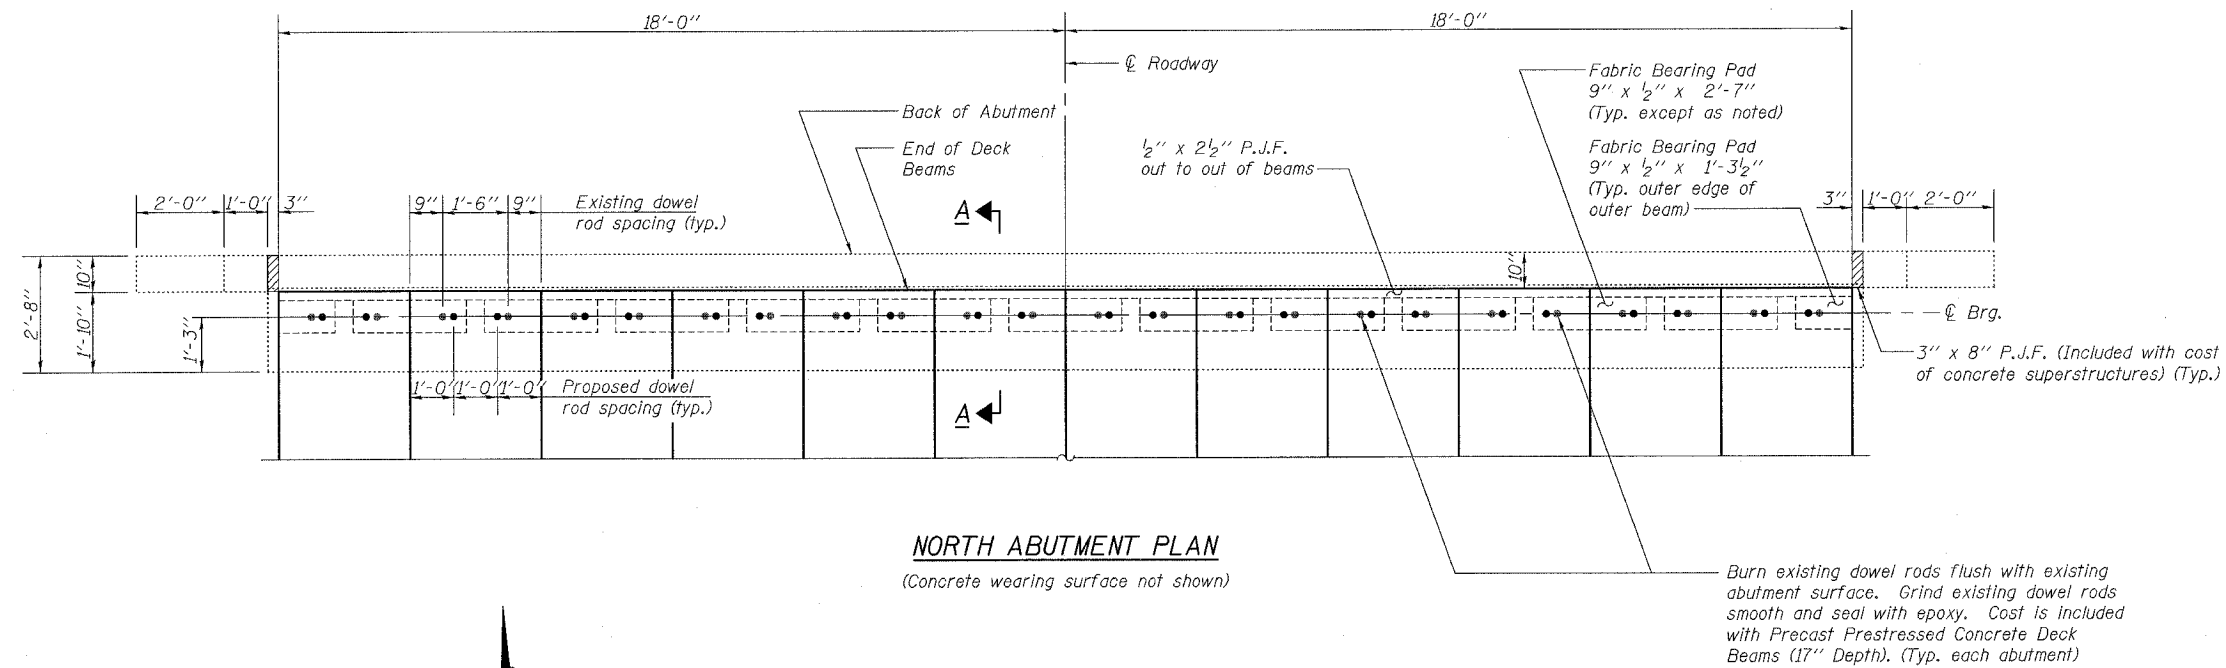 18'-0"
18'-0"
℄ Roadway
Back of Abutment
End of Deck
Beams
1/2" x 2 1/2" P.J.F.
out to out of beams
Fabric Bearing Pad
9" x 1/2" x 2'-7"
(Typ. except as noted)
Fabric Bearing Pad
9" x 1/2" x 1'-3 1/2"
(Typ. outer edge of
outer beam)
2'-0"
1'-0"
3"
9"
1'-6"
9"
Existing dowel
rod spacing (typ.)
A
3"
1'-0"
2'-0"
2'-8"
10"
1'-10"
1'-3"
10"
℄ Brg.
3" x 8" P.J.F. (Included with cost
of concrete superstructures) (Typ.)
1'-0"
1'-0"
1'-0"
Proposed dowel
rod spacing (typ.)
A
NORTH ABUTMENT PLAN
(Concrete wearing surface not shown)
Burn existing dowel rods flush with existing
abutment surface. Grind existing dowel rods
smooth and seal with epoxy. Cost is included
with Precast Prestressed Concrete Deck
Beams (17" Depth). (Typ. each abutment)